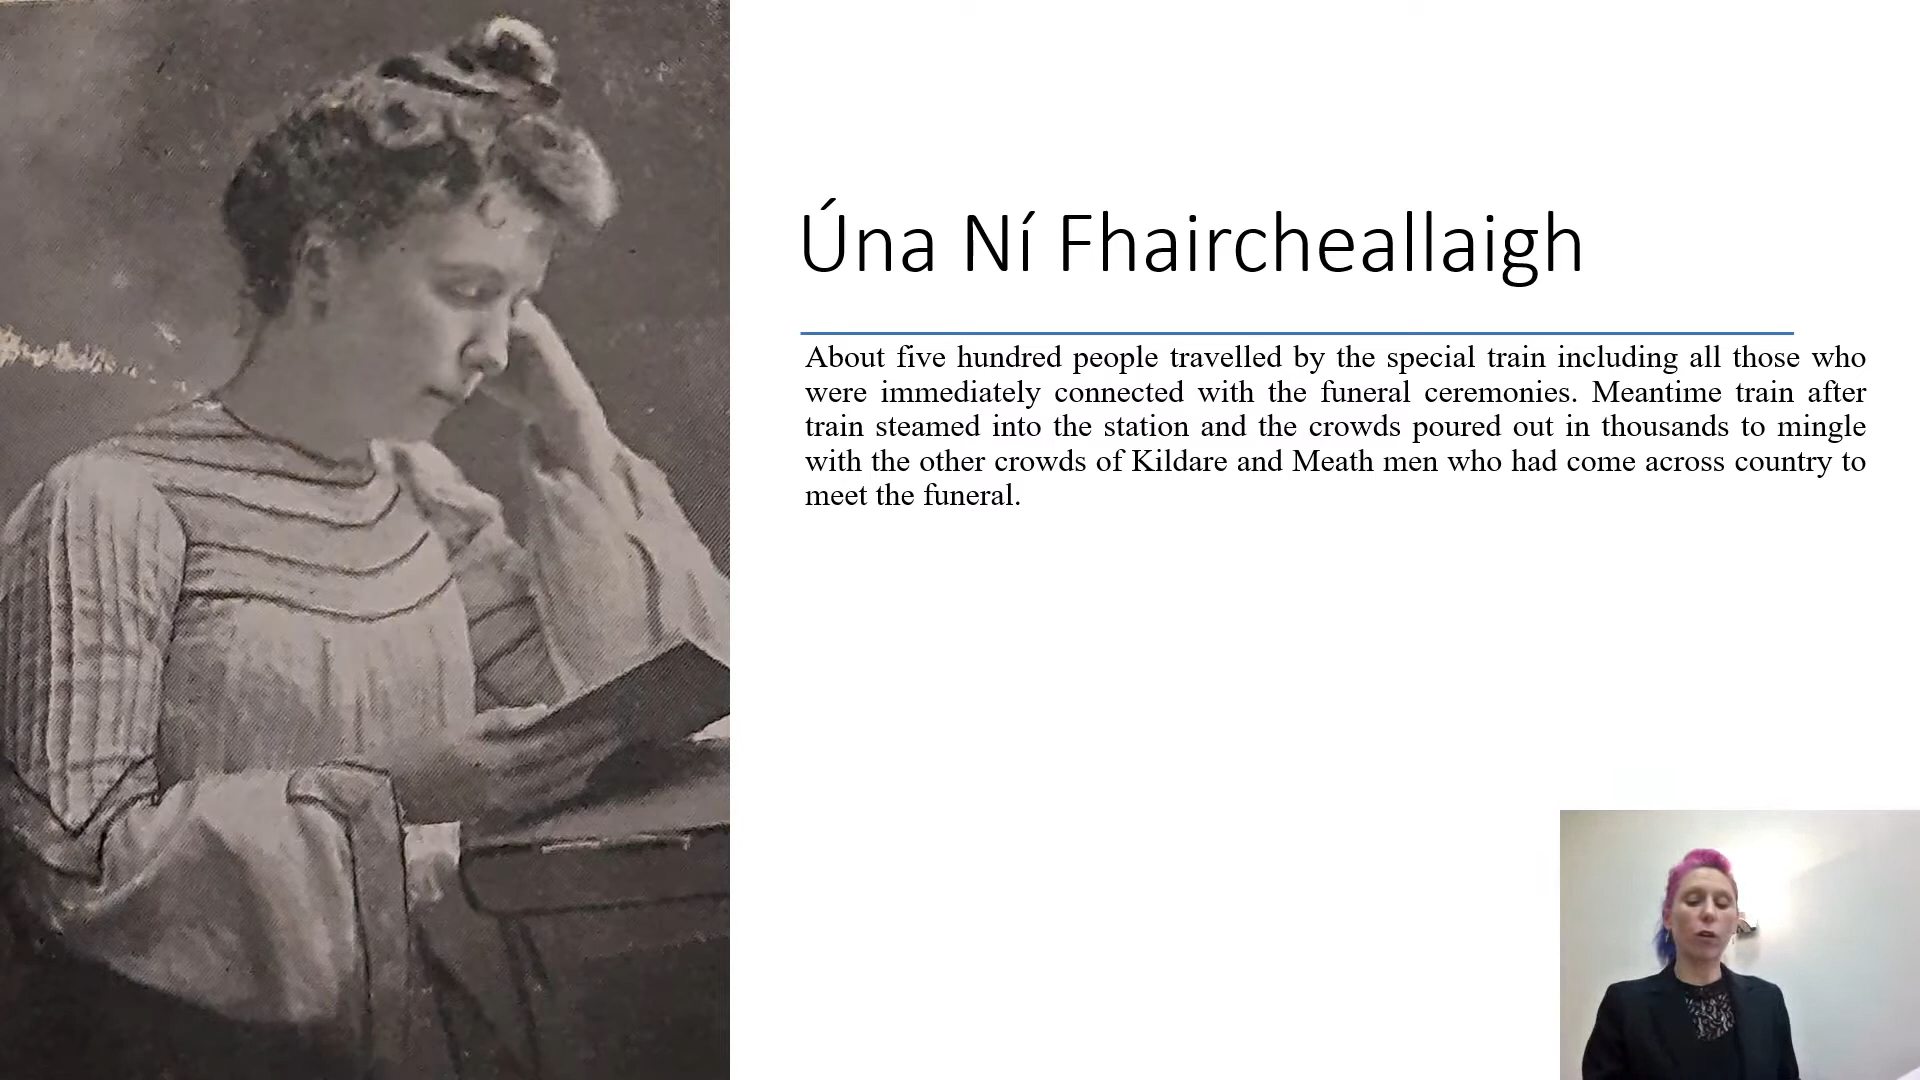 Úna Ní Fhaircheallaigh
About five hundred people travelled by the special train including all those who
were immediately connected with the funeral ceremonies. Meantime train after
train steamed into the station and the crowds poured out in thousands to mingle
with the other crowds of Kildare and Meath men who had come across country to
meet the funeral.